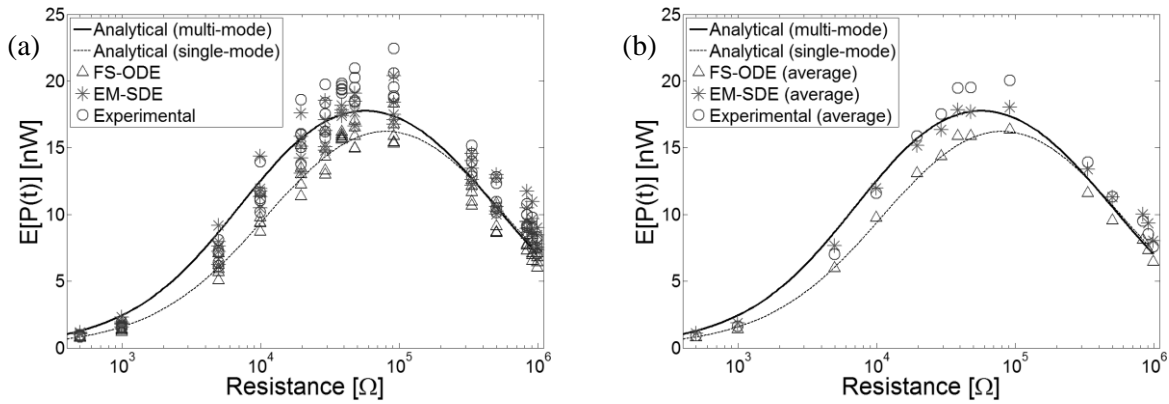 (a)
E[P(t)] [nW]
25
20
15
10
5
0
Analytical (multi-mode)
Analytical (single-mode)
FS-ODE
EM-SDE
Experimental
10³
10⁴
10⁵
10⁶
Resistance [Ω]
(b)
E[P(t)] [nW]
25
20
15
10
5
0
Analytical (multi-mode)
Analytical (single-mode)
FS-ODE (average)
EM-SDE (average)
Experimental (average)
10³
10⁴
10⁵
10⁶
Resistance [Ω]